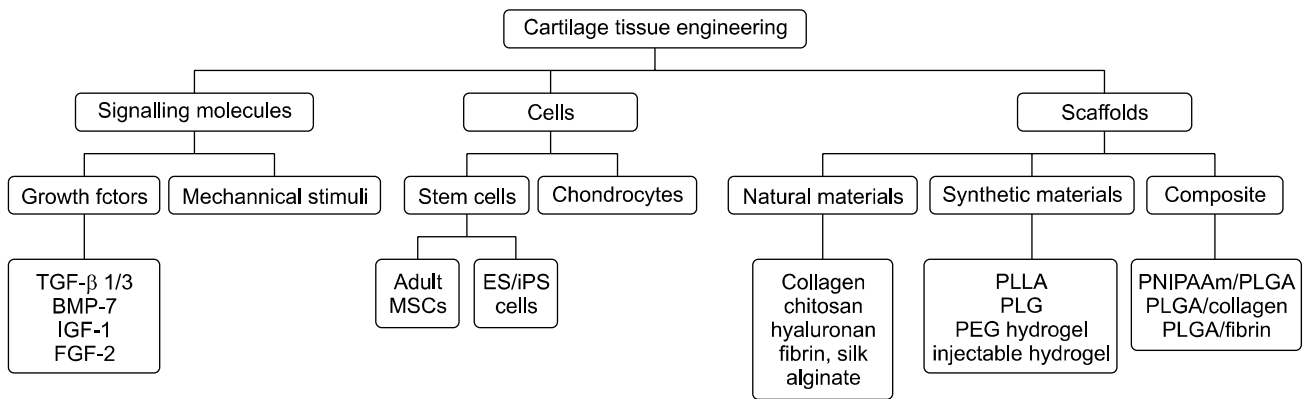 Cartilage tissue engineering
Signalling molecules
Cells
Scaffolds
Growth fctors
Mechannical stimuli
Stem cells
Chondrocytes
Natural materials
Synthetic materials
Composite
TGF-β 1/3
BMP-7
IGF-1
FGF-2
Adult
MSCs
ES/iPS
cells
Collagen
chitosan
hyaluronan
fibrin, silk
alginate
PLLA
PLG
PEG hydrogel
injectable hydrogel
PNIPAAm/PLGA
PLGA/collagen
PLGA/fibrin